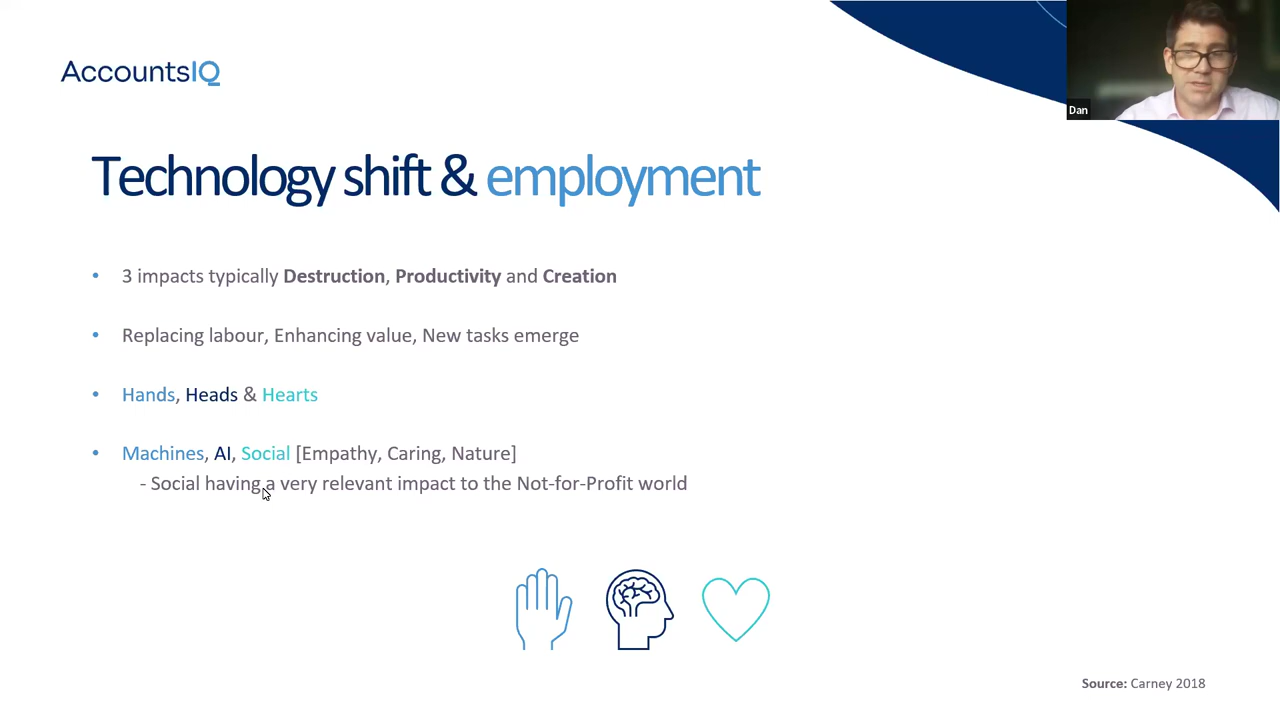 AccountsIQ
Dan
Technology shift & employment
• 3 impacts typically Destruction, Productivity and Creation
• Replacing labour, Enhancing value, New tasks emerge
• Hands, Heads & Hearts
• Machines, AI, Social [Empathy, Caring, Nature]
- Social having a very relevant impact to the Not-for-Profit world
Source: Carney 2018